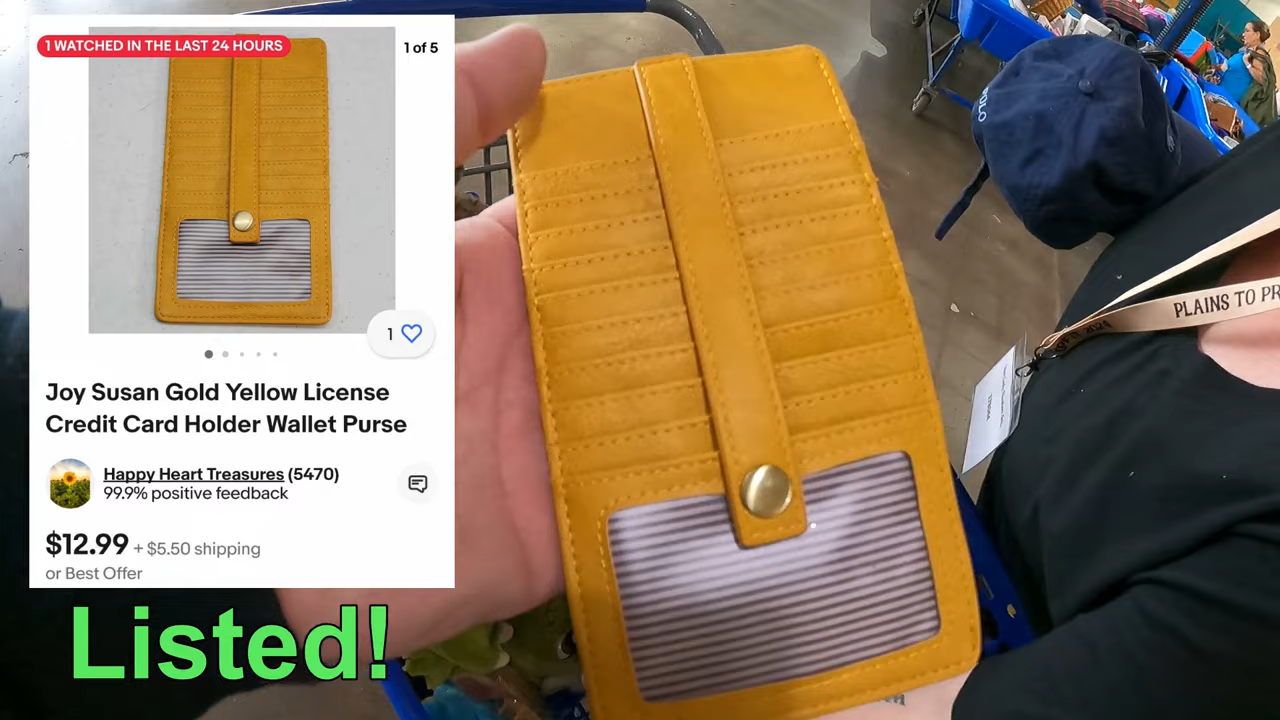 1 WATCHED IN THE LAST 24 HOURS
1 of 5
1
Joy Susan Gold Yellow License
Credit Card Holder Wallet Purse
Happy Heart Treasures (5470)
99.9% positive feedback
$12.99 + $5.50 shipping
or Best Offer
Listed!
POLO
PLAINS TO PR